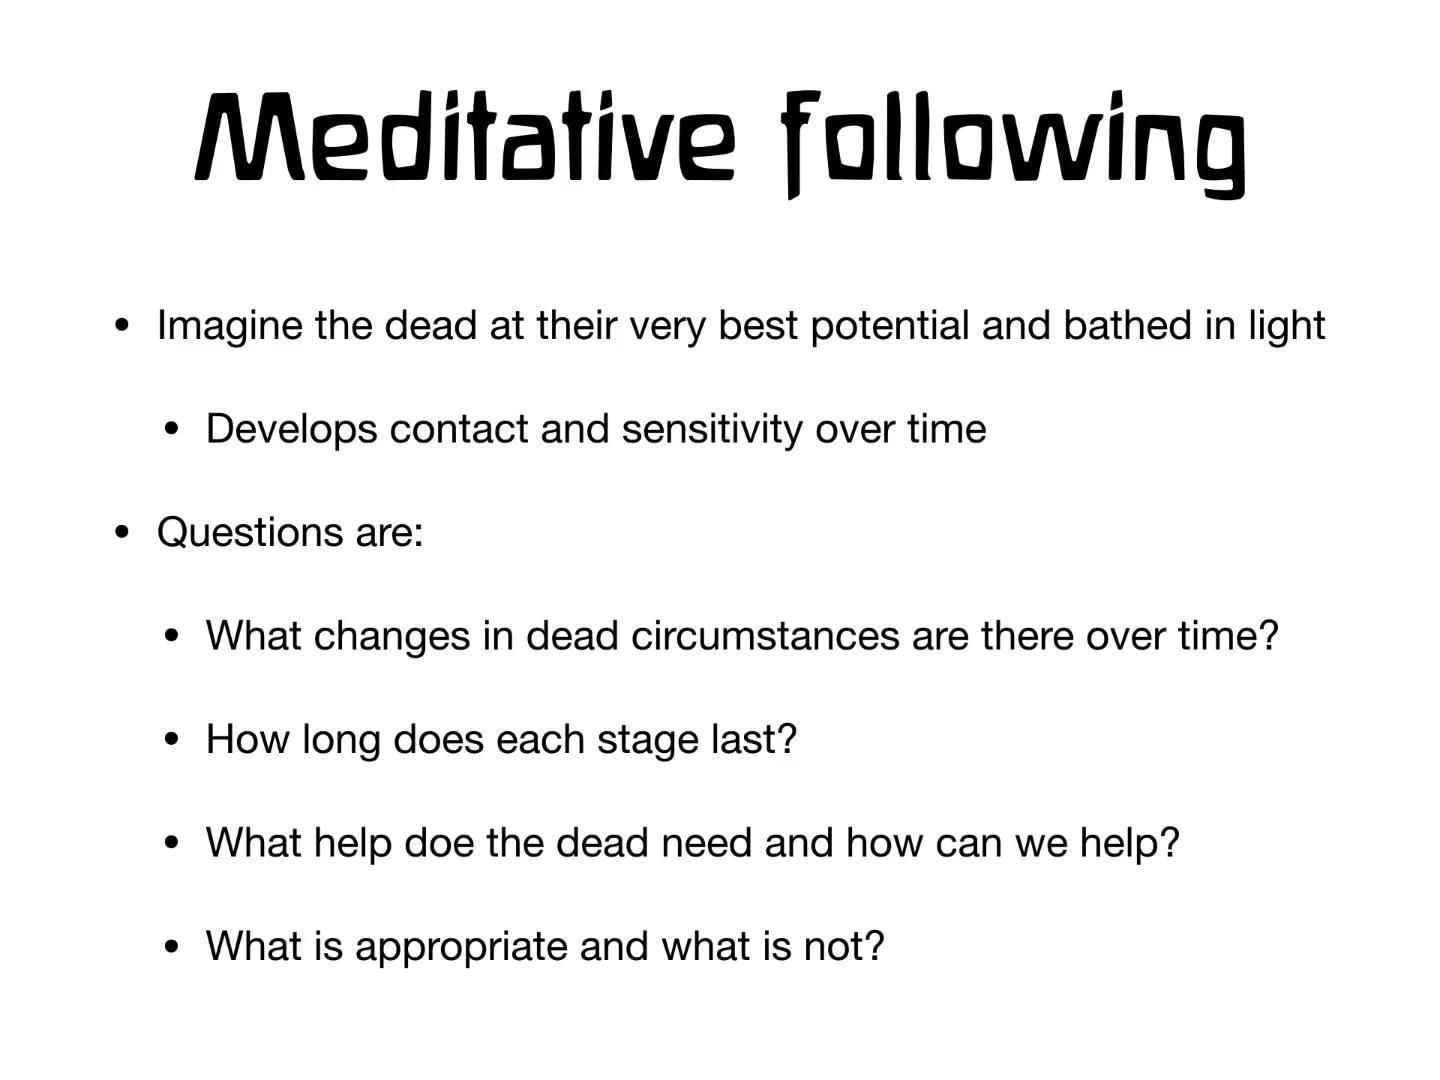 Meditative following
• Imagine the dead at their very best potential and bathed in light
• Develops contact and sensitivity over time
• Questions are:
• What changes in dead circumstances are there over time?
• How long does each stage last?
• What help doe the dead need and how can we help?
• What is appropriate and what is not?